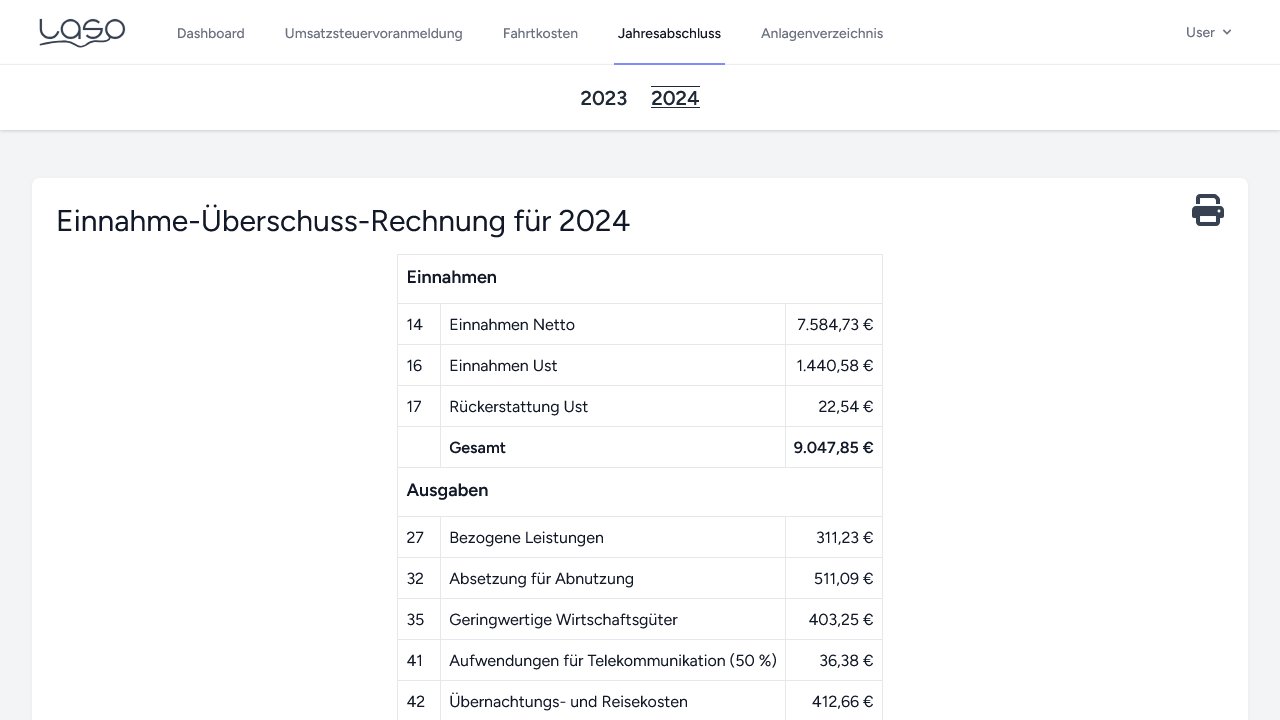 Laso
Dashboard Umsatzsteuervoranmeldung Fahrtkosten Jahresabschluss Anlagenverzeichnis User
2023 2024
Einnahme-Überschuss-Rechnung für 2024
Einnahmen
14 Einnahmen Netto 7.584,73 €
16 Einnahmen Ust 1.440,58 €
17 Rückerstattung Ust 22,54 €
Gesamt 9.047,85 €
Ausgaben
27 Bezogene Leistungen 311,23 €
32 Absetzung für Abnutzung 511,09 €
35 Geringwertige Wirtschaftsgüter 403,25 €
41 Aufwendungen für Telekommunikation (50 %) 36,38 €
42 Übernachtungs- und Reisekosten 412,66 €